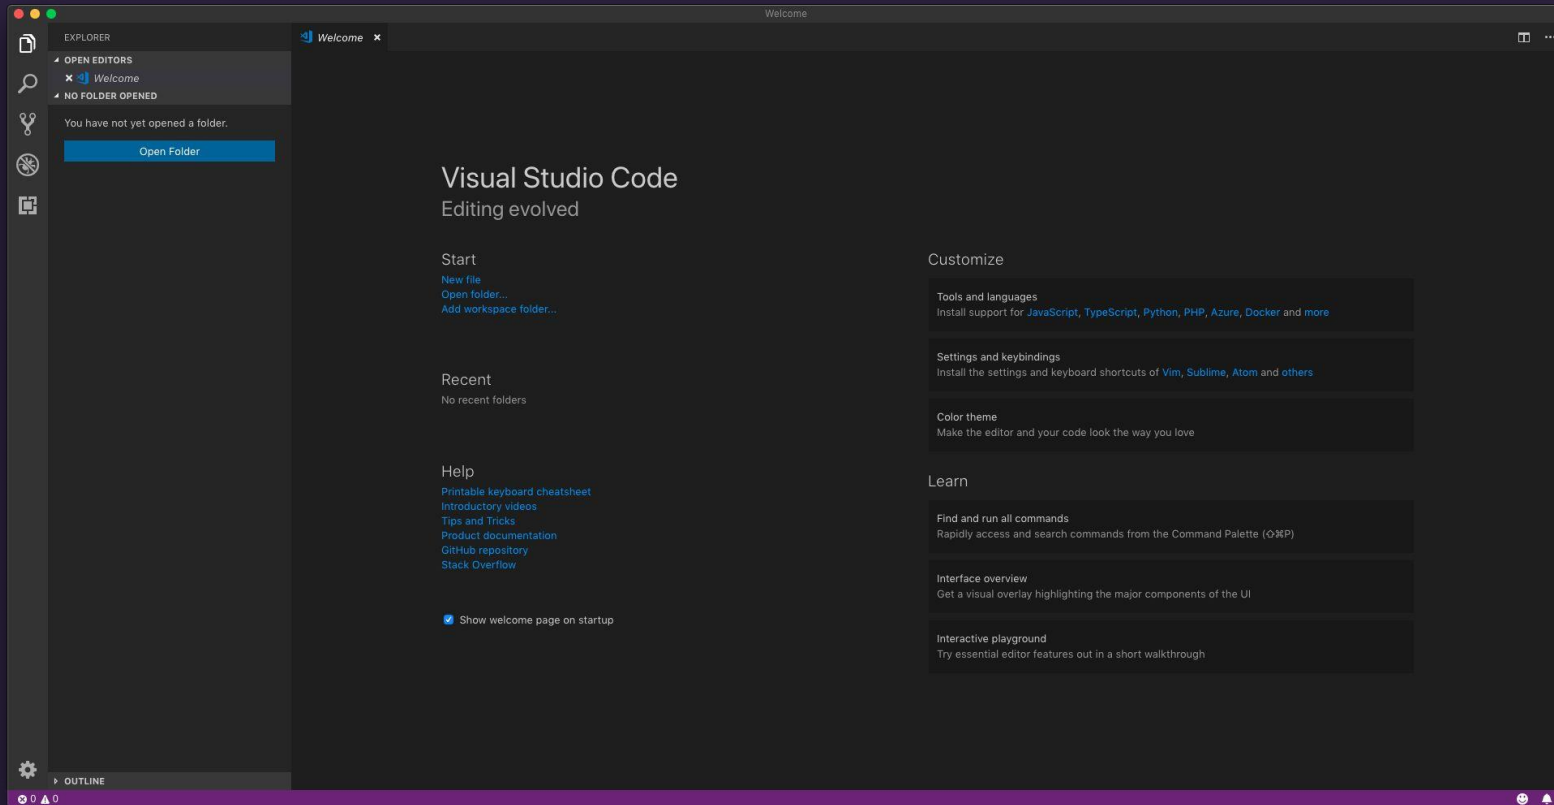 Welcome
EXPLORER
OPEN EDITORS
Welcome
NO FOLDER OPENED
You have not yet opened a folder.
Open Folder
OUTLINE
Welcome
Visual Studio Code
Editing evolved
Start
New file
Open folder...
Add workspace folder...
Recent
No recent folders
Help
Printable keyboard cheatsheet
Introductory videos
Tips and Tricks
Product documentation
GitHub repository
Stack Overflow
Show welcome page on startup
Customize
Tools and languages
Install support for JavaScript, TypeScript, Python, PHP, Azure, Docker and more
Settings and keybindings
Install the settings and keyboard shortcuts of Vim, Sublime, Atom and others
Color theme
Make the editor and your code look the way you love
Learn
Find and run all commands
Rapidly access and search commands from the Command Palette (⇧⌘P)
Interface overview
Get a visual overlay highlighting the major components of the UI
Interactive playground
Try essential editor features out in a short walkthrough
0 0